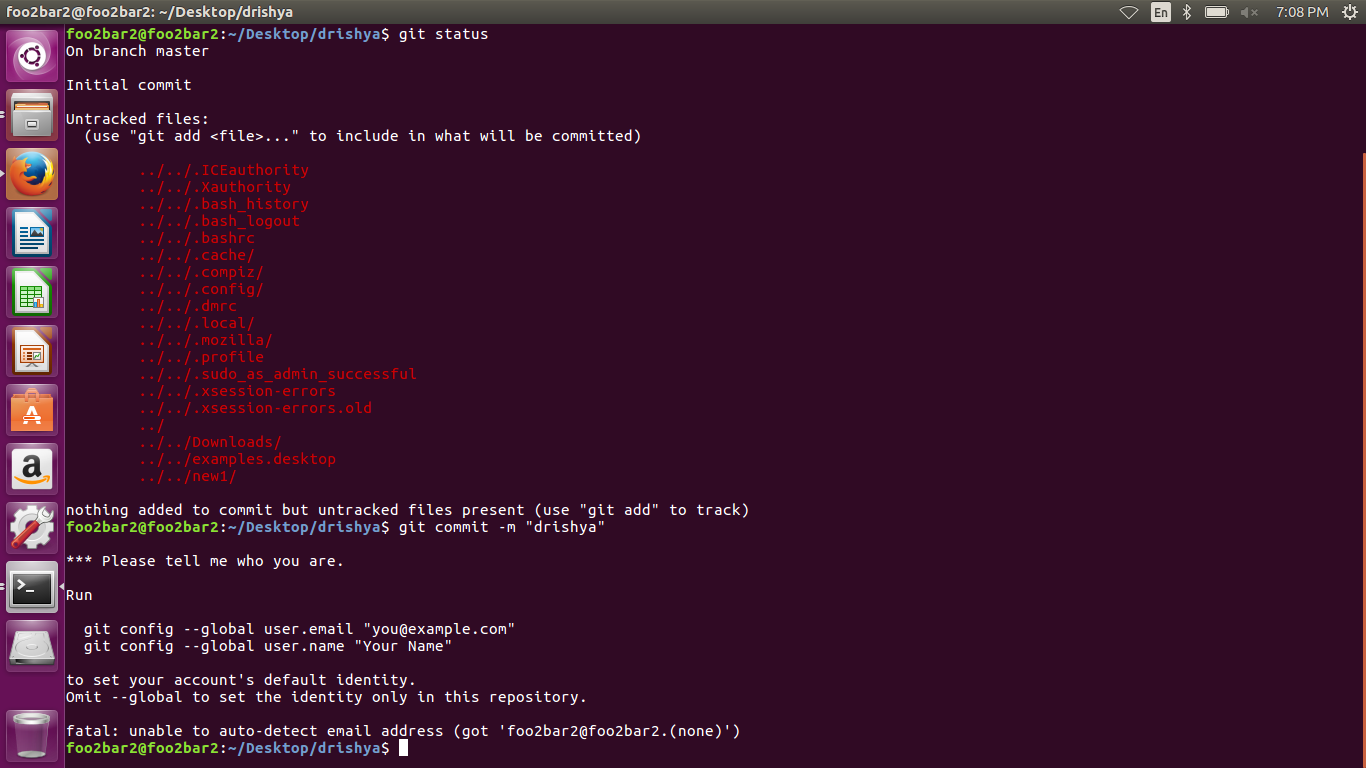 foo2bar2@foo2bar2: ~/Desktop/drishya
En
7:08 PM
foo2bar2@foo2bar2:~/Desktop/drishya$ git status
On branch master
Initial commit
Untracked files:
(use "git add <file>..." to include in what will be committed)
../../.ICEauthority
../../.Xauthority
../../.bash_history
../../.bash_logout
../../.bashrc
../../.cache/
../../.compiz/
../../.config/
../../.dmrc
../../.local/
../../.mozilla/
../../.profile
../../.sudo_as_admin_successful
../../.xsession-errors
../../.xsession-errors.old
../
../../Downloads/
../../examples.desktop
../../new1/
nothing added to commit but untracked files present (use "git add" to track)
foo2bar2@foo2bar2:~/Desktop/drishya$ git commit -m "drishya"
*** Please tell me who you are.
Run
git config --global user.email "you@example.com"
git config --global user.name "Your Name"
to set your account's default identity.
Omit --global to set the identity only in this repository.
fatal: unable to auto-detect email address (got 'foo2bar2@foo2bar2.(none)')
foo2bar2@foo2bar2:~/Desktop/drishya$